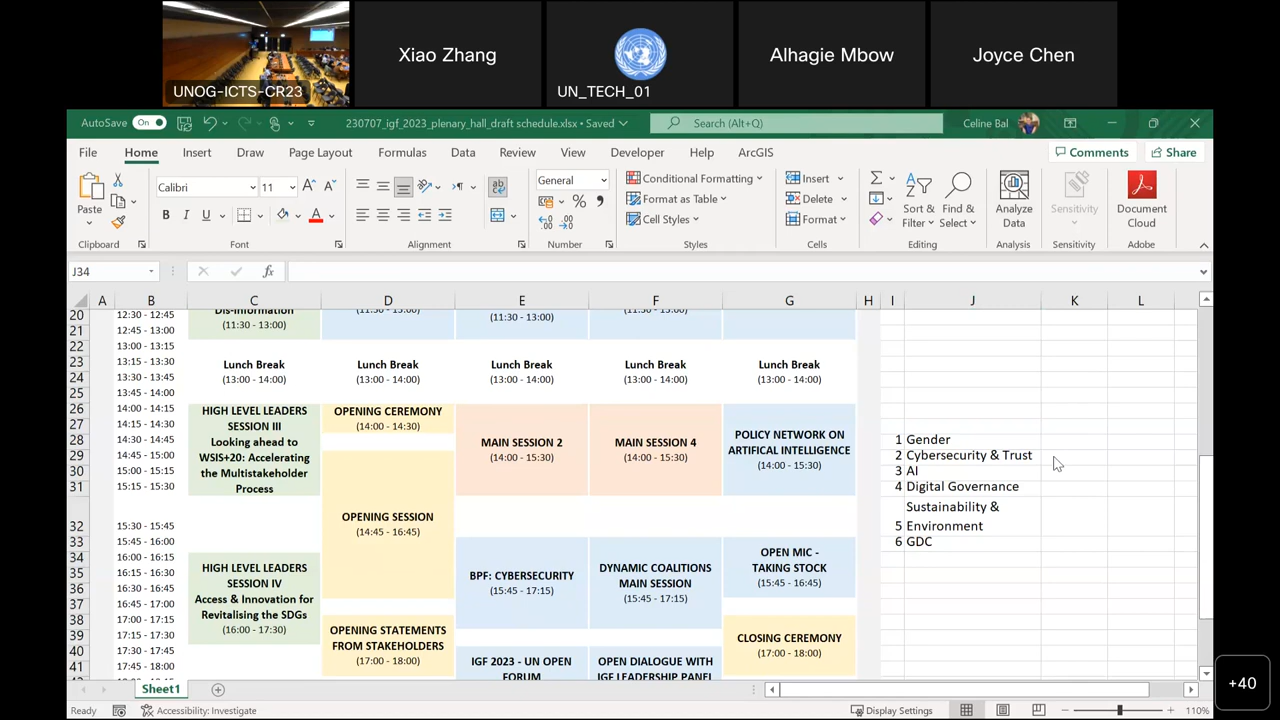 UNOG-ICTS-CR23
Xiao Zhang
UN_TECH_01
Alhagie Mbow
Joyce Chen
AutoSave On
230707_igf_2023_plenary_hall_draft schedule.xlsx • Saved
Search (Alt+Q)
Celine Bal
File Home Insert Draw Page Layout Formulas Data Review View Developer Help ArcGIS
Comments Share
Paste
Clipboard
Calibri 11
B I U
Font
Alignment
General
Number
Conditional Formatting
Format as Table
Cell Styles
Styles
Insert
Delete
Format
Cells
Sort &
Filter
Find &
Select
Editing
Analyze
Data
Analysis
Sensitivity
Sensitivity
Document
Cloud
Adobe
J34
fx
A B C D E F G H I J K L
20 12:30 - 12:45
21 12:45 - 13:00
22 13:00 - 13:15
23 13:15 - 13:30
24 13:30 - 13:45
25 13:45 - 14:00
26 14:00 - 14:15
27 14:15 - 14:30
28 14:30 - 14:45
29 14:45 - 15:00
30 15:00 - 15:15
31 15:15 - 15:30
32 15:30 - 15:45
33 15:45 - 16:00
34 16:00 - 16:15
35 16:15 - 16:30
36 16:30 - 16:45
37 16:45 - 17:00
38 17:00 - 17:15
39 17:15 - 17:30
40 17:30 - 17:45
41 17:45 - 18:00
Dis-information
(11:30 - 13:00)
Lunch Break
(13:00 - 14:00)
HIGH LEVEL LEADERS
SESSION III
Looking ahead to
WSIS+20: Accelerating
the Multistakeholder
Process
HIGH LEVEL LEADERS
SESSION IV
Access & Innovation for
Revitalising the SDGs
(16:00 - 17:30)
(11:30 - 13:00)
Lunch Break
(13:00 - 14:00)
OPENING CEREMONY
(14:00 - 14:30)
OPENING SESSION
(14:45 - 16:45)
OPENING STATEMENTS
FROM STAKEHOLDERS
(17:00 - 18:00)
(11:30 - 13:00)
Lunch Break
(13:00 - 14:00)
MAIN SESSION 2
(14:00 - 15:30)
BPF: CYBERSECURITY
(15:45 - 17:15)
IGF 2023 - UN OPEN
FORUM
(11:30 - 13:00)
Lunch Break
(13:00 - 14:00)
MAIN SESSION 4
(14:00 - 15:30)
DYNAMIC COALITIONS
MAIN SESSION
(15:45 - 17:15)
OPEN DIALOGUE WITH
IGF LEADERSHIP PANEL
Lunch Break
(13:00 - 14:00)
POLICY NETWORK ON
ARTIFICAL INTELLIGENCE
(14:00 - 15:30)
OPEN MIC -
TAKING STOCK
(15:45 - 16:45)
CLOSING CEREMONY
(17:00 - 18:00)
1 Gender
2 Cybersecurity & Trust
3 AI
4 Digital Governance
Sustainability &
5 Environment
6 GDC
Sheet1
Ready
Accessibility: Investigate
Display Settings
110%
+40